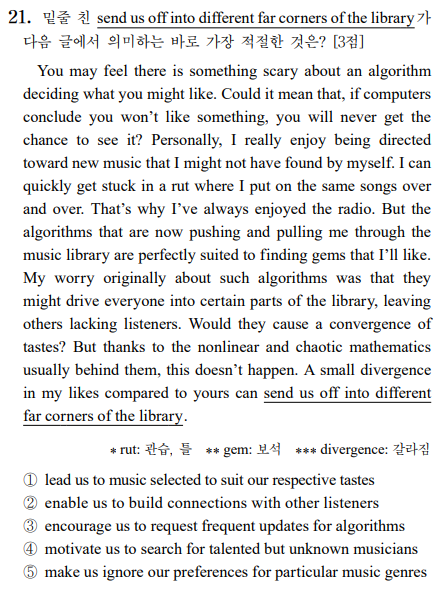 21. 밑줄 친 send us off into different far corners of the library가
다음 글에서 의미하는 바로 가장 적절한 것은? [3점]
You may feel there is something scary about an algorithm
deciding what you might like. Could it mean that, if computers
conclude you won't like something, you will never get the
chance to see it? Personally, I really enjoy being directed
toward new music that I might not have found by myself. I can
quickly get stuck in a rut where I put on the same songs over
and over. That's why I've always enjoyed the radio. But the
algorithms that are now pushing and pulling me through the
music library are perfectly suited to finding gems that I'll like.
My worry originally about such algorithms was that they
might drive everyone into certain parts of the library, leaving
others lacking listeners. Would they cause a convergence of
tastes? But thanks to the nonlinear and chaotic mathematics
usually behind them, this doesn't happen. A small divergence
in my likes compared to yours can send us off into different
far corners of the library.
* rut: 관습, 틀 ** gem: 보석 *** divergence: 갈라짐
① lead us to music selected to suit our respective tastes
② enable us to build connections with other listeners
③ encourage us to request frequent updates for algorithms
④ motivate us to search for talented but unknown musicians
⑤ make us ignore our preferences for particular music genres